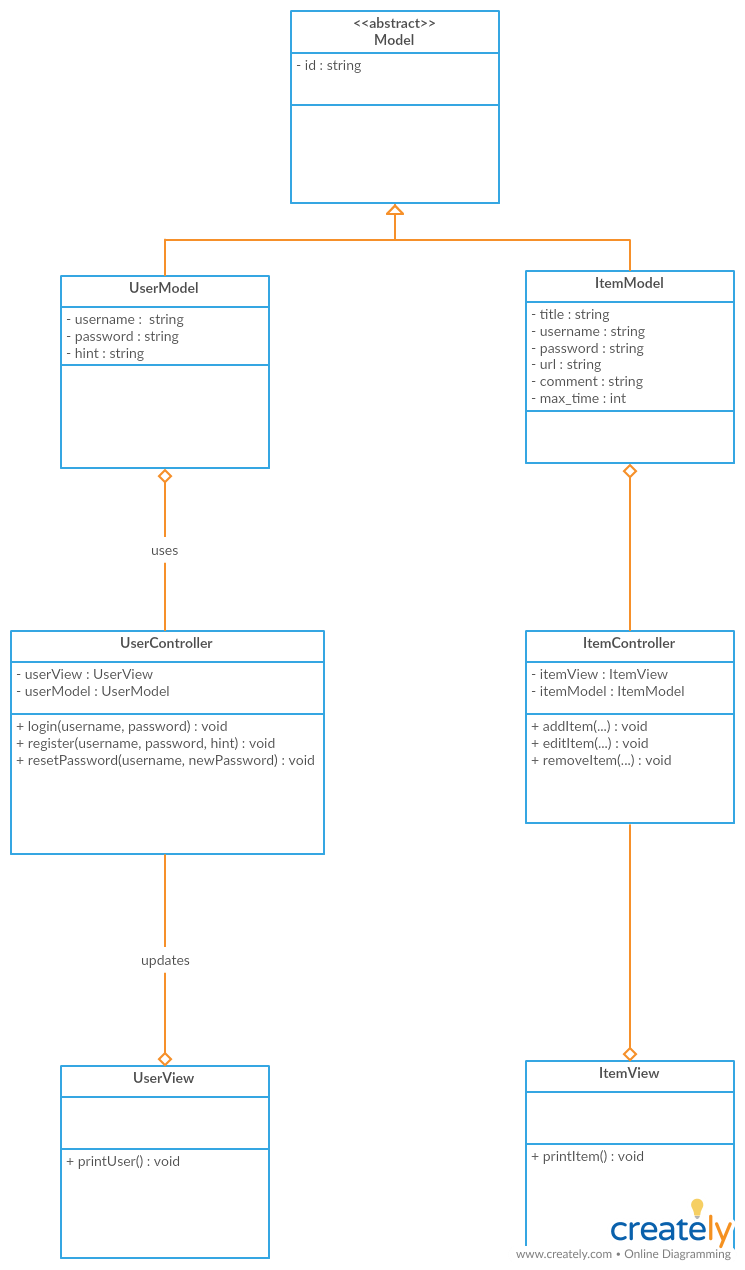 <<abstract>>
Model
- id : string
UserModel
- username :  string
- password : string
- hint : string
ItemModel
- title : string
- username : string
- password : string
- url : string
- comment : string
- max_time : int
uses
UserController
- userView : UserView
- userModel : UserModel
+ login(username, password) : void
+ register(username, password, hint) : void
+ resetPassword(username, newPassword) : void
ItemController
- itemView : ItemView
- itemModel : ItemModel
+ addItem(...) : void
+ editItem(...) : void
+ removeItem(...) : void
updates
UserView
+ printUser() : void
ItemView
+ printItem() : void
creately
www.creately.com • Online Diagramming